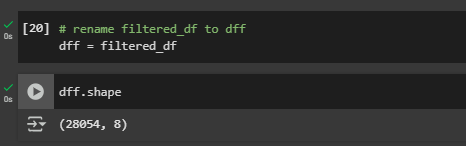 [20] # rename filtered_df to dff
dff = filtered_df
0s
dff.shape
0s
(28054, 8)